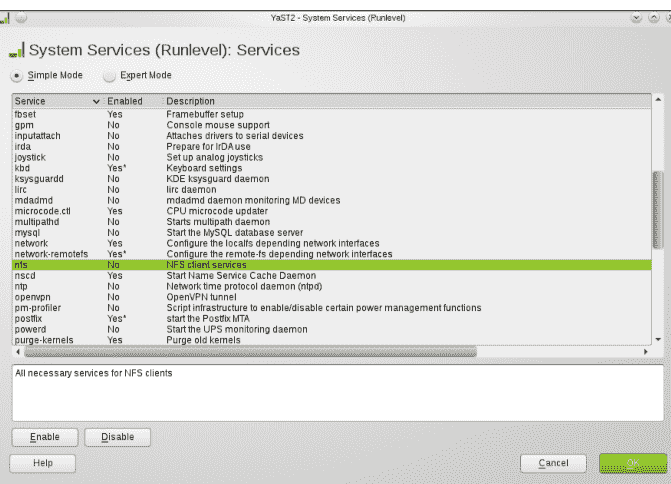 YaST2 - System Services (Runlevel)
System Services (Runlevel): Services
Simple Mode Expert Mode
Service Enabled Description
fbset Yes Framebuffer setup
gpm No Console mouse support
inputattach No Attaches drivers to serial devices
irda No Prepare for IrDA use
joystick No Set up analog joysticks
kbd Yes* Keyboard settings
ksysguardd No KDE ksysguard daemon
lirc No lirc daemon
mdadmd No mdadmd daemon monitoring MD devices
microcode.ctl Yes CPU microcode updater
multipathd No Starts multipath daemon
mysql No Start the MySQL database server
network Yes Configure the localfs depending network interfaces
network-remotefs Yes* Configure the remote-fs depending network interfaces
nfs No NFS client services
nscd Yes Start Name Service Cache Daemon
ntp No Network time protocol daemon (ntpd)
openvpn No OpenVPN tunnel
pm-profiler No Script infrastructure to enable/disable certain power management functions
postfix Yes* start the Postfix MTA
powerd No Start the UPS monitoring daemon
purge-kernels Yes Purge old kernels
All necessary services for NFS clients
Enable Disable
Help Cancel OK